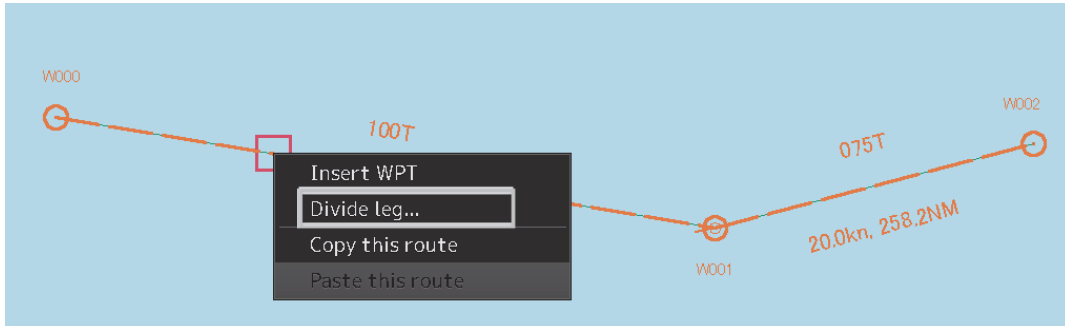 W000
100T
Insert WPT
Divide leg...
Copy this route
Paste this route
W001
075T
20.0kn, 258.2NM
W002